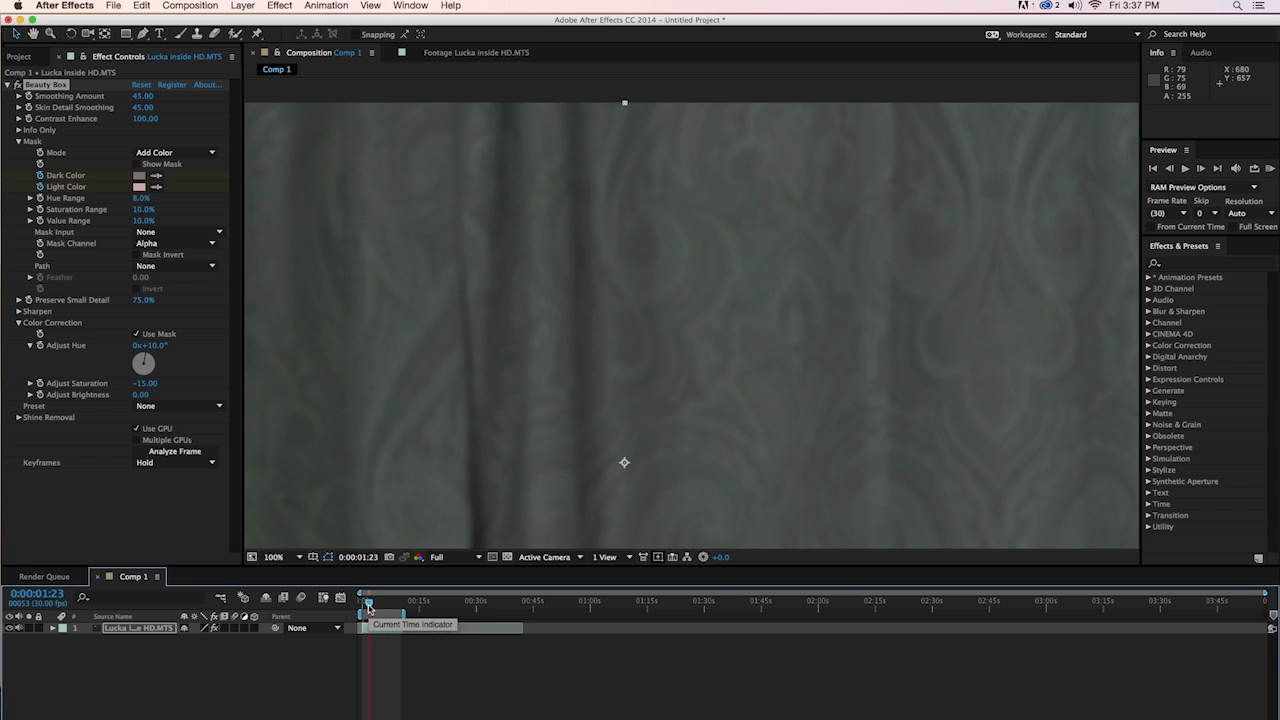 After Effects File Edit Composition Layer Effect Animation View Window Help 2 Fri 3:37 PM
Adobe After Effects CC 2014 - Untitled Project *
Snapping Workspace: Standard Search Help
Project Effect Controls Lucka inside HD.MTS Composition Comp 1 Footage Lucka inside HD.MTS Info Audio
Comp 1 • Lucka inside HD.MTS Comp 1
R : 79 X : 680
G : 75 Y : 657
B : 69
A : 255
fx Beauty Box Reset Register About...
Smoothing Amount 45.00
Skin Detail Smoothing 45.00
Contrast Enhance 100.00
Info Only
Mask
Mode Add Color
Show Mask
Dark Color
Light Color
Hue Range 8.0%
Saturation Range 10.0%
Value Range 10.0%
Mask Input None
Mask Channel Alpha
Mask Invert
Path None
Feather 0.00
Invert
Preserve Small Detail 75.0%
Sharpen
Color Correction
Use Mask
Adjust Hue 0x+10.0°
Adjust Saturation -15.00
Adjust Brightness 0.00
Preset None
Shine Removal
Use GPU
Multiple GPUs
Analyze Frame
Keyframes Hold
Preview
RAM Preview Options
Frame Rate Skip Resolution
(30) 0 Auto
From Current Time Full Screen
Effects & Presets
* Animation Presets
3D Channel
Audio
Blur & Sharpen
Channel
CINEMA 4D
Color Correction
Digital Anarchy
Distort
Expression Controls
Generate
Keying
Matte
Noise & Grain
Obsolete
Perspective
Simulation
Stylize
Synthetic Aperture
Text
Time
Transition
Utility
100% 0:00:01:23 Full Active Camera 1 View +0.0
Render Queue Comp 1
0:00:01:23
00053 (30.00 fps)
00:15s 00:30s 00:45s 01:00s 01:15s 01:30s 01:45s 02:00s 02:15s 02:30s 02:45s 03:00s 03:15s 03:30s 03:45s
# Source Name fx Parent
1 Lucka i...e HD.MTS fx None
Current Time Indicator